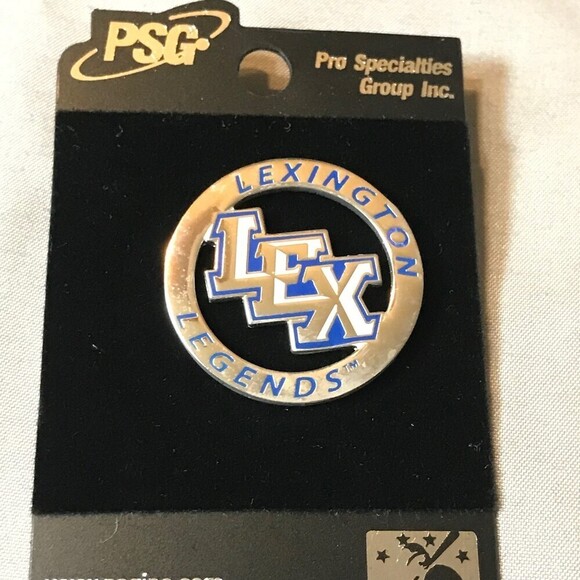 PSG
Pro Specialties
Group Inc.
LEXINGTON
LEX
LEGENDS™